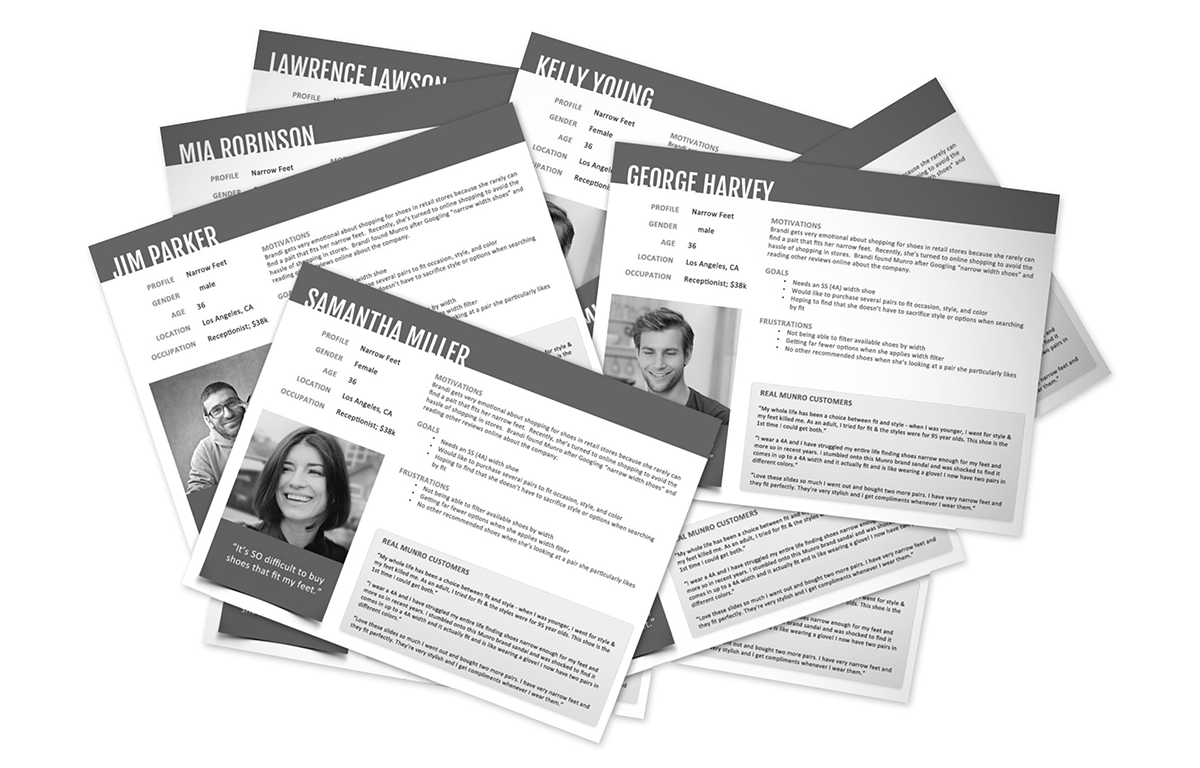 LAWRENCE LAWSON
PROFILE
MIA ROBINSON
PROFILE Narrow Feet
GENDER
KELLY YOUNG
PROFILE Narrow Feet
GENDER Female
AGE 36
LOCATION
MOTIVATIONS
JIM PARKER
PROFILE Narrow Feet
GENDER male
AGE 36
LOCATION Los Angeles, CA
OCCUPATION Receptionist; $38k
MOTIVATIONS
Brandi gets very emotional about shopping for shoes in retail stores because she rarely can
find a pait that fits her narrow feet. Recently, she's turned to online shopping to avoid the
hassle of shopping in stores. Brandi found Munro after Googling "narrow width shoes" and
reading other reviews online about the company.
GEORGE HARVEY
PROFILE Narrow Feet
GENDER male
AGE 36
LOCATION Los Angeles, CA
OCCUPATION Receptionist; $38k
MOTIVATIONS
Brandi gets very emotional about shopping for shoes in retail stores because she rarely can
find a pait that fits her narrow feet. Recently, she's turned to online shopping to avoid the
hassle of shopping in stores. Brandi found Munro after Googling "narrow width shoes" and
reading other reviews online about the company.
GOALS
• Needs an SS (4A) width shoe
• Would like to purchase several pairs to fit occasion, style, and color
• Hoping to find that she doesn't have to sacrifice style or options when searching
by fit
FRUSTRATIONS
• Not being able to filter available shoes by width
• Getting far fewer options when she applies width filter
• No other recommended shoes when she's looking at a pair she particularly likes
REAL MUNRO CUSTOMERS
"My whole life has been a choice between fit and style - when I was younger, I went for style &
my feet killed me. As an adult, I tried for fit & the styles were for 95 year olds. This shoe is the
1st time I could get both."
"I wear a 4A and I have struggled my entire life finding shoes narrow enough for my feet and
more so in recent years. I stumbled onto this Munro brand sandal and was shocked to find it
comes in up to a 4A width and it actually fit and is like wearing a glove! I now have two pairs in
different colors."
"Love these slides so much I went out and bought two more pairs. I have very narrow feet and
they fit perfectly. They're very stylish and I get compliments whenever I wear them."
SAMANTHA MILLER
PROFILE Narrow Feet
GENDER Female
AGE 36
LOCATION Los Angeles, CA
OCCUPATION Receptionist; $38k
MOTIVATIONS
Brandi gets very emotional about shopping for shoes in retail stores because she rarely can
find a pait that fits her narrow feet. Recently, she's turned to online shopping to avoid the
hassle of shopping in stores. Brandi found Munro after Googling "narrow width shoes" and
reading other reviews online about the company.
GOALS
• Needs an SS (4A) width shoe
• Would like to purchase several pairs to fit occasion, style, and color
• Hoping to find that she doesn't have to sacrifice style or options when searching
by fit
FRUSTRATIONS
• Not being able to filter available shoes by width
• Getting far fewer options when she applies width filter
• No other recommended shoes when she's looking at a pair she particularly likes
"It's SO difficult to buy
shoes that fit my feet."
REAL MUNRO CUSTOMERS
"My whole life has been a choice between fit and style - when I was younger, I went for style &
my feet killed me. As an adult, I tried for fit & the styles were for 95 year olds. This shoe is the
1st time I could get both."
"I wear a 4A and I have struggled my entire life finding shoes narrow enough for my feet and
more so in recent years. I stumbled onto this Munro brand sandal and was shocked to find it
comes in up to a 4A width and it actually fit and is like wearing a glove! I now have two pairs in
different colors."
"Love these slides so much I went out and bought two more pairs. I have very narrow feet and
they fit perfectly. They're very stylish and I get compliments whenever I wear them."